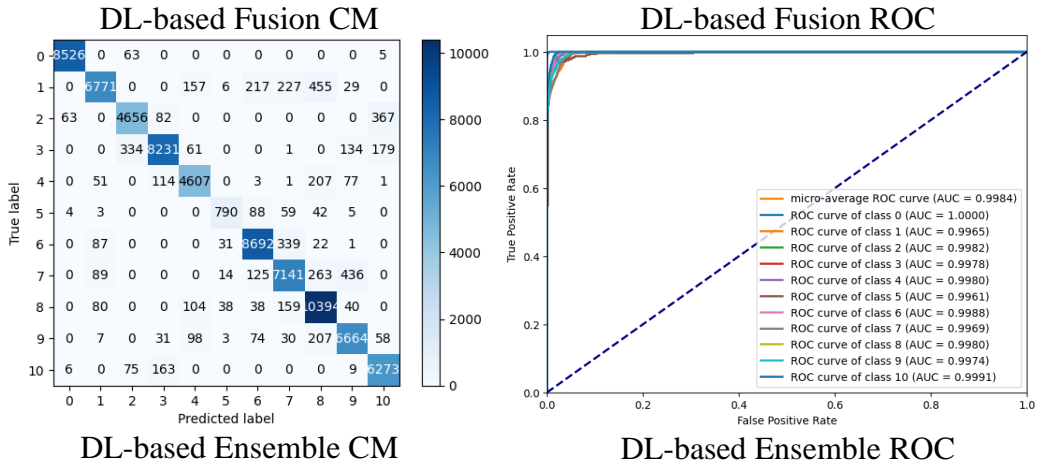 DL-based Fusion CM
DL-based Fusion ROC
0 8526 0 63 0 0 0 0 0 0 0 5
1 0 6771 0 0 157 6 217 227 455 29 0
2 63 0 4656 82 0 0 0 0 0 0 367
3 0 0 334 8231 61 0 0 1 0 134 179
4 0 51 0 114 4607 0 3 1 207 77 1
5 4 3 0 0 0 790 88 59 42 5 0
6 0 87 0 0 0 31 8692 339 22 1 0
7 0 89 0 0 0 14 125 7141 263 436 0
8 0 80 0 0 104 38 38 159 10394 40 0
9 0 7 0 31 98 3 74 30 207 6664 58
10 6 0 75 163 0 0 0 0 0 9 6273
0 1 2 3 4 5 6 7 8 9 10
Predicted label
True label
10000
8000
6000
4000
2000
0
True Positive Rate
1.0
0.8
0.6
0.4
0.2
0.0
micro-average ROC curve (AUC = 0.9984)
ROC curve of class 0 (AUC = 1.0000)
ROC curve of class 1 (AUC = 0.9965)
ROC curve of class 2 (AUC = 0.9982)
ROC curve of class 3 (AUC = 0.9978)
ROC curve of class 4 (AUC = 0.9980)
ROC curve of class 5 (AUC = 0.9961)
ROC curve of class 6 (AUC = 0.9988)
ROC curve of class 7 (AUC = 0.9969)
ROC curve of class 8 (AUC = 0.9980)
ROC curve of class 9 (AUC = 0.9974)
ROC curve of class 10 (AUC = 0.9991)
0.0 0.2 0.4 0.6 0.8 1.0
False Positive Rate
DL-based Ensemble CM
DL-based Ensemble ROC